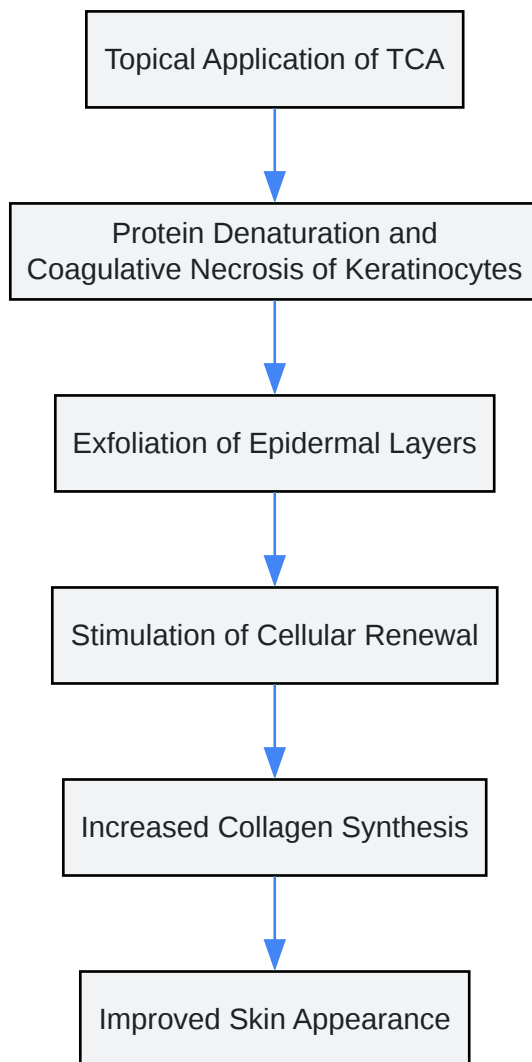 Topical Application of TCA
Protein Denaturation and
Coagulative Necrosis of Keratinocytes
Exfoliation of Epidermal Layers
Stimulation of Cellular Renewal
Increased Collagen Synthesis
Improved Skin Appearance